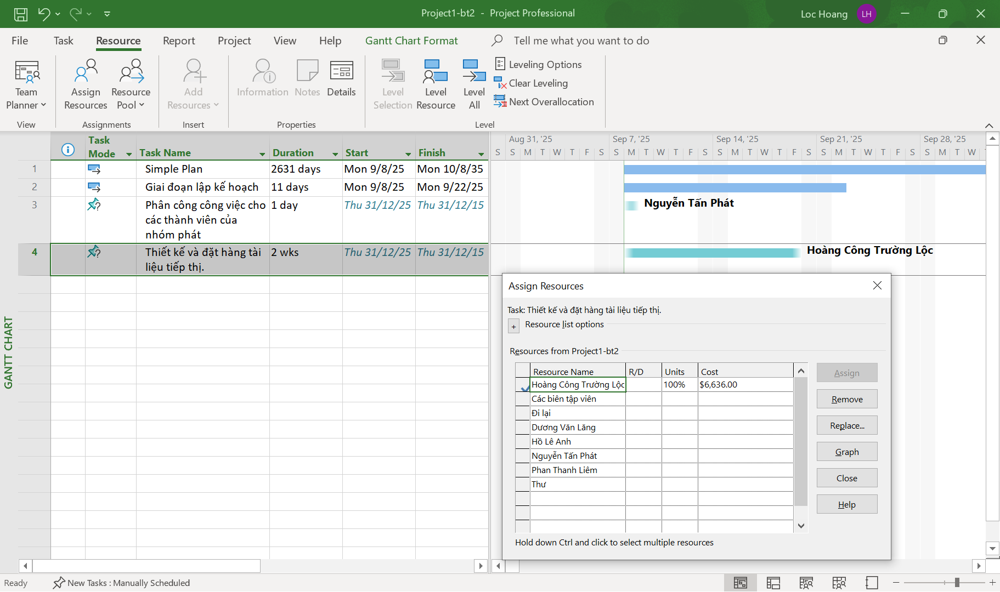 Project1-bt2 - Project Professional
Loc Hoang
LH
File Task Resource Report Project View Help Gantt Chart Format Tell me what you want to do
Team Planner
Assign Resources
Resource Pool
Add Resources
Information
Notes
Details
Level Selection
Level Resource
Level All
Leveling Options
Clear Leveling
Next Overallocation
View Assignments Insert Properties Level
Task Mode Task Name Duration Start Finish
Aug 31, '25 Sep 7, '25 Sep 14, '25 Sep 21, '25 Sep 28, '25
S S M T W T F S S M T W T F S S M T W T F S S M T W T F S S M T W
1 Simple Plan 2631 days Mon 9/8/25 Mon 10/8/35
2 Giai đoạn lập kế hoạch 11 days Mon 9/8/25 Mon 9/22/25
3 Phân công công việc cho 1 day Thu 31/12/25 Thu 31/12/15
các thành viên của
nhóm phát
Nguyễn Tấn Phát
4 Thiết kế và đặt hàng tài 2 wks Thu 31/12/25 Thu 31/12/15
liệu tiếp thị.
Hoàng Công Trường Lộc
GANTT CHART
Assign Resources
Task: Thiết kế và đặt hàng tài liệu tiếp thị.
+ Resource list options
Resources from Project1-bt2
Resource Name R/D Units Cost
Hoàng Công Trường Lộc 100% $6,636.00
Các biên tập viên
Đi lại
Dương Văn Lăng
Hồ Lê Anh
Nguyễn Tấn Phát
Phan Thanh Liêm
Thư
Assign
Remove
Replace...
Graph
Close
Help
Hold down Ctrl and click to select multiple resources
Ready New Tasks : Manually Scheduled